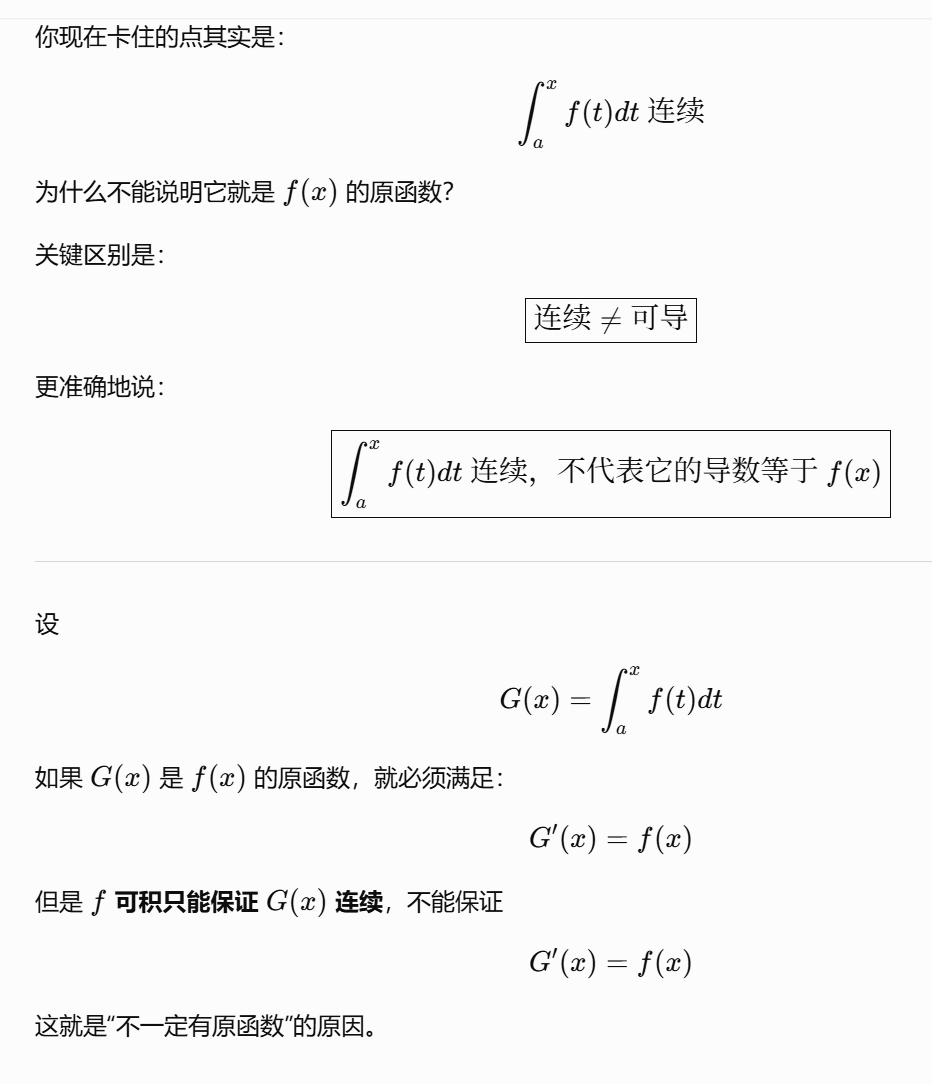 你现在卡住的点其实是：
∫ₐˣ f(t)dt 连续
为什么不能说明它就是 f(x) 的原函数？
关键区别是：
连续 ≠ 可导
更准确地说：
∫ₐˣ f(t)dt 连续，不代表它的导数等于 f(x)
设
G(x) = ∫ₐˣ f(t)dt
如果 G(x) 是 f(x) 的原函数，就必须满足：
G′(x) = f(x)
但是 f 可积只能保证 G(x) 连续，不能保证
G′(x) = f(x)
这就是“不一定有原函数”的原因。